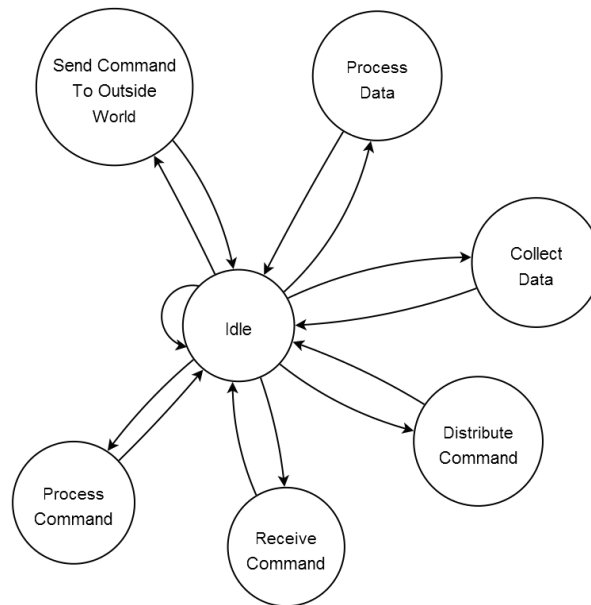 Send Command
To Outside
World
Process
Data
Collect
Data
Idle
Distribute
Command
Process
Command
Receive
Command